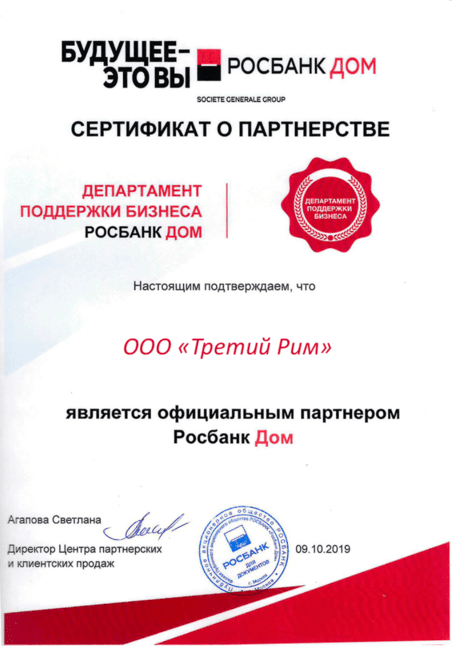 БУДУЩЕЕ–
ЭТО ВЫ
РОСБАНК ДОМ
SOCIETE GENERALE GROUP
СЕРТИФИКАТ О ПАРТНЕРСТВЕ
ДЕПАРТАМЕНТ
ПОДДЕРЖКИ БИЗНЕСА
РОСБАНК ДОМ
ДЕПАРТАМЕНТ
ПОДДЕРЖКИ
БИЗНЕСА
Настоящим подтверждаем, что
ООО «Третий Рим»
является официальным партнером
Росбанк Дом
Агапова Светлана
Директор Центра партнерских
и клиентских продаж
РОСБАНК
ДЛЯ
ДОКУМЕНТОВ
г. Москва
09.10.2019